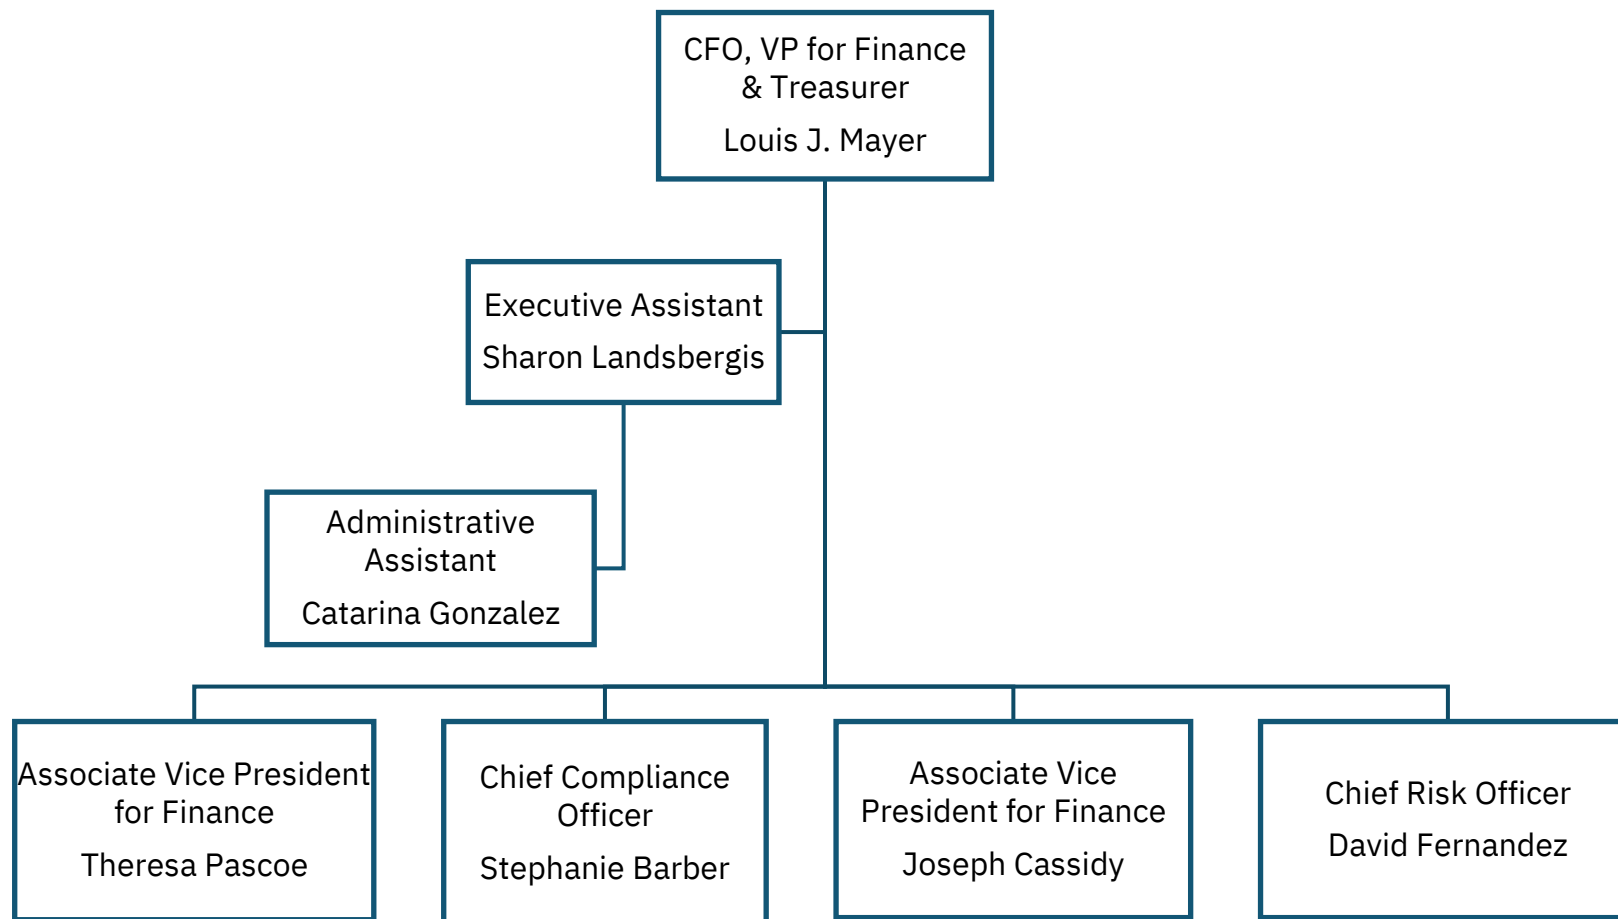 CFO, VP for Finance
& Treasurer
Louis J. Mayer
Executive Assistant
Sharon Landsbergis
Administrative
Assistant
Catarina Gonzalez
Associate Vice President
for Finance
Theresa Pascoe
Chief Compliance
Officer
Stephanie Barber
Associate Vice
President for Finance
Joseph Cassidy
Chief Risk Officer
David Fernandez